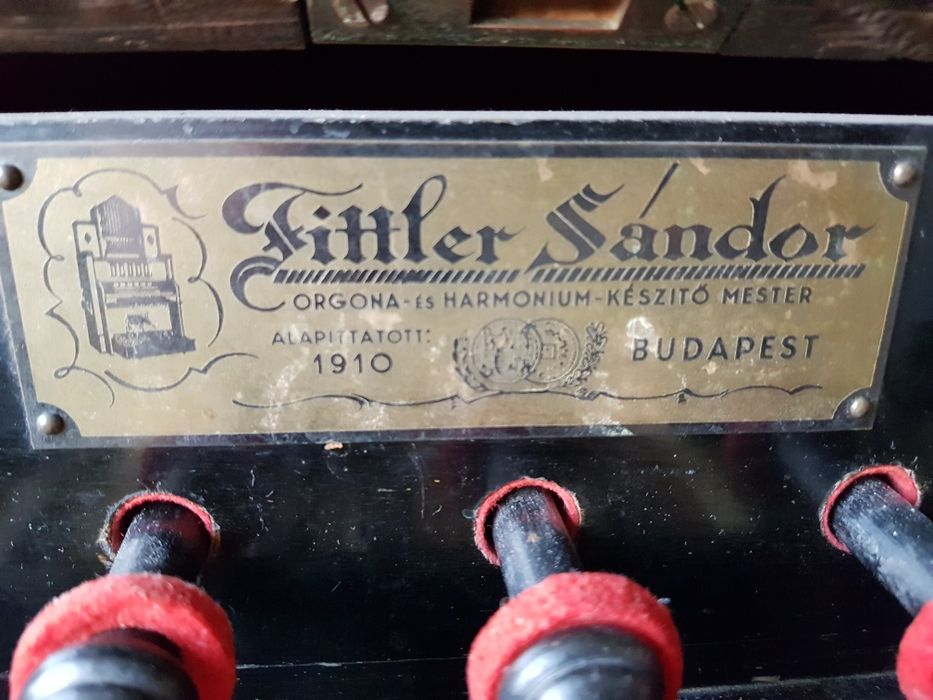 Fittler Sándor
ORGONA- ÉS HARMONIUM-KÉSZITŐ MESTER
ALAPITTATOTT:
1910
BUDAPEST